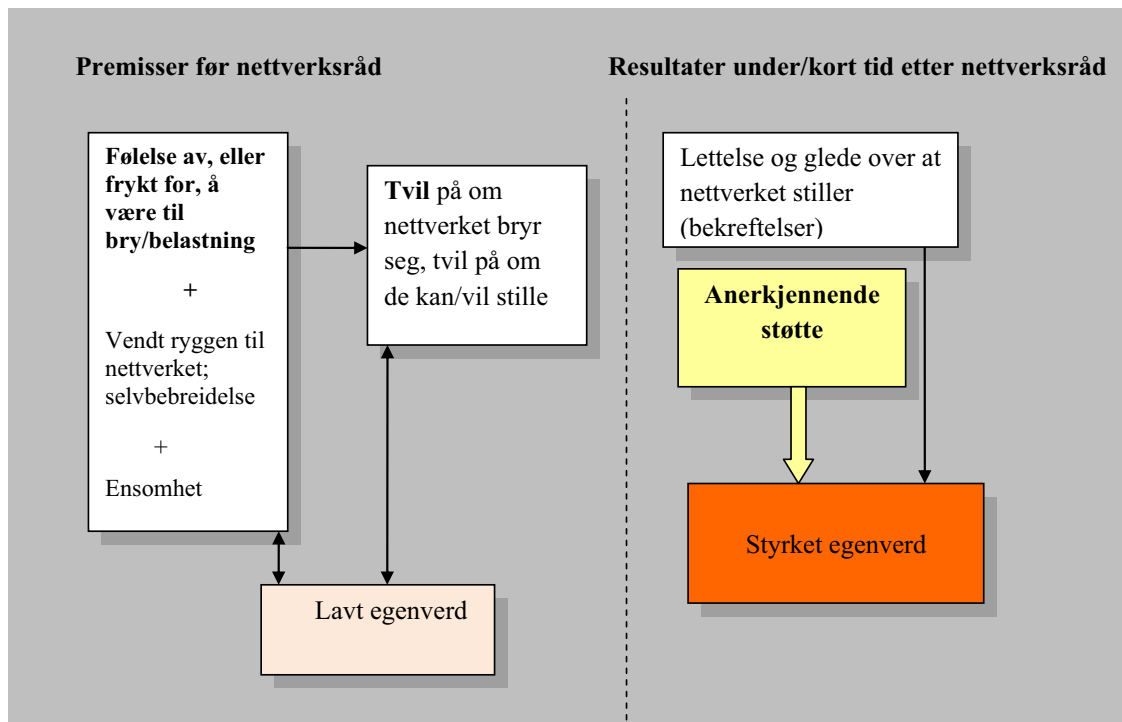 Premisser før nettverksråd
Resultater under/kort tid etter nettverksråd
Følelse av, eller
frykt for, å
være til
bry/belastning
+
Vendt ryggen til
nettverket;
selvbebreidelse
+
Ensomhet
Tvil på om
nettverket bryr
seg, tvil på om
de kan/vil stille
Lavt egenverd
Lettelse og glede over at
nettverket stiller
(bekreftelser)
Anerkjennende
støtte
Styrket egenverd